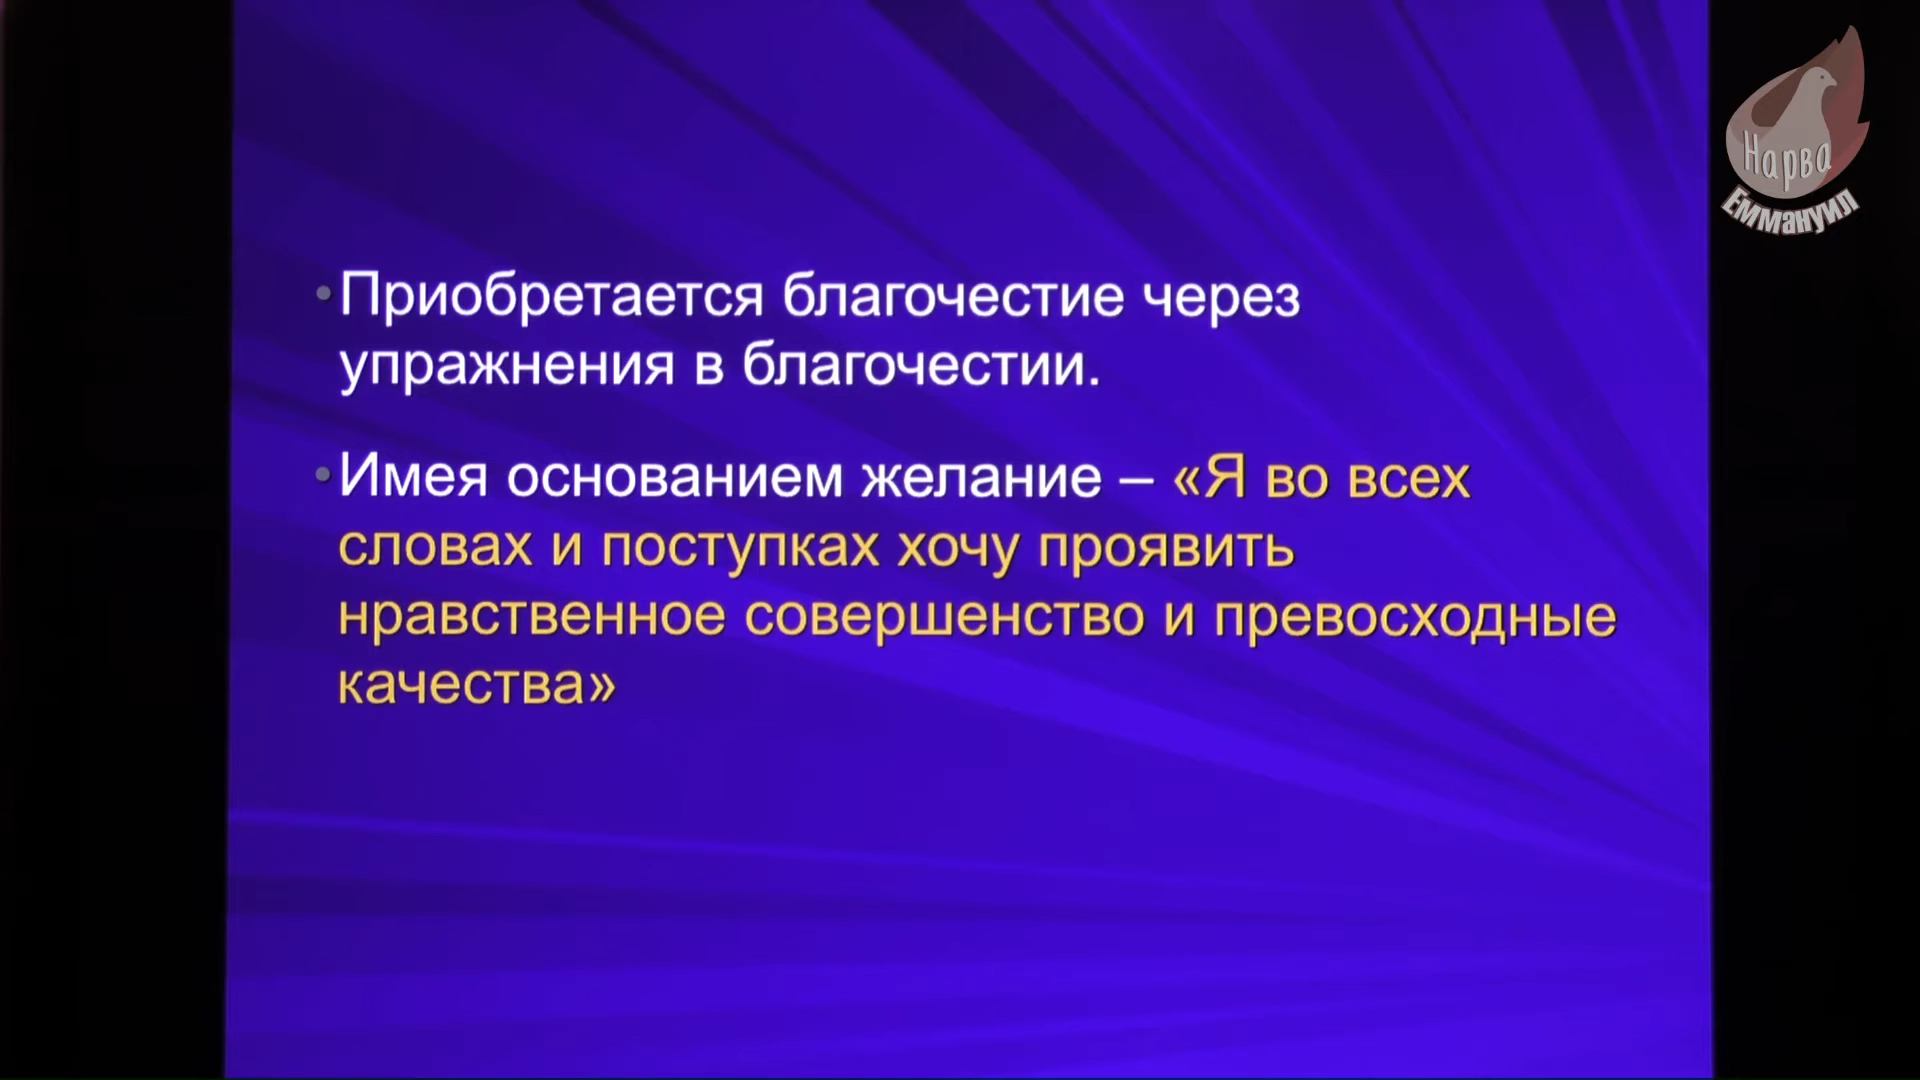 Нарва
Еммануил
•Приобретается благочестие через
упражнения в благочестии.
•Имея основанием желание – «Я во всех
словах и поступках хочу проявить
нравственное совершенство и превосходные
качества»